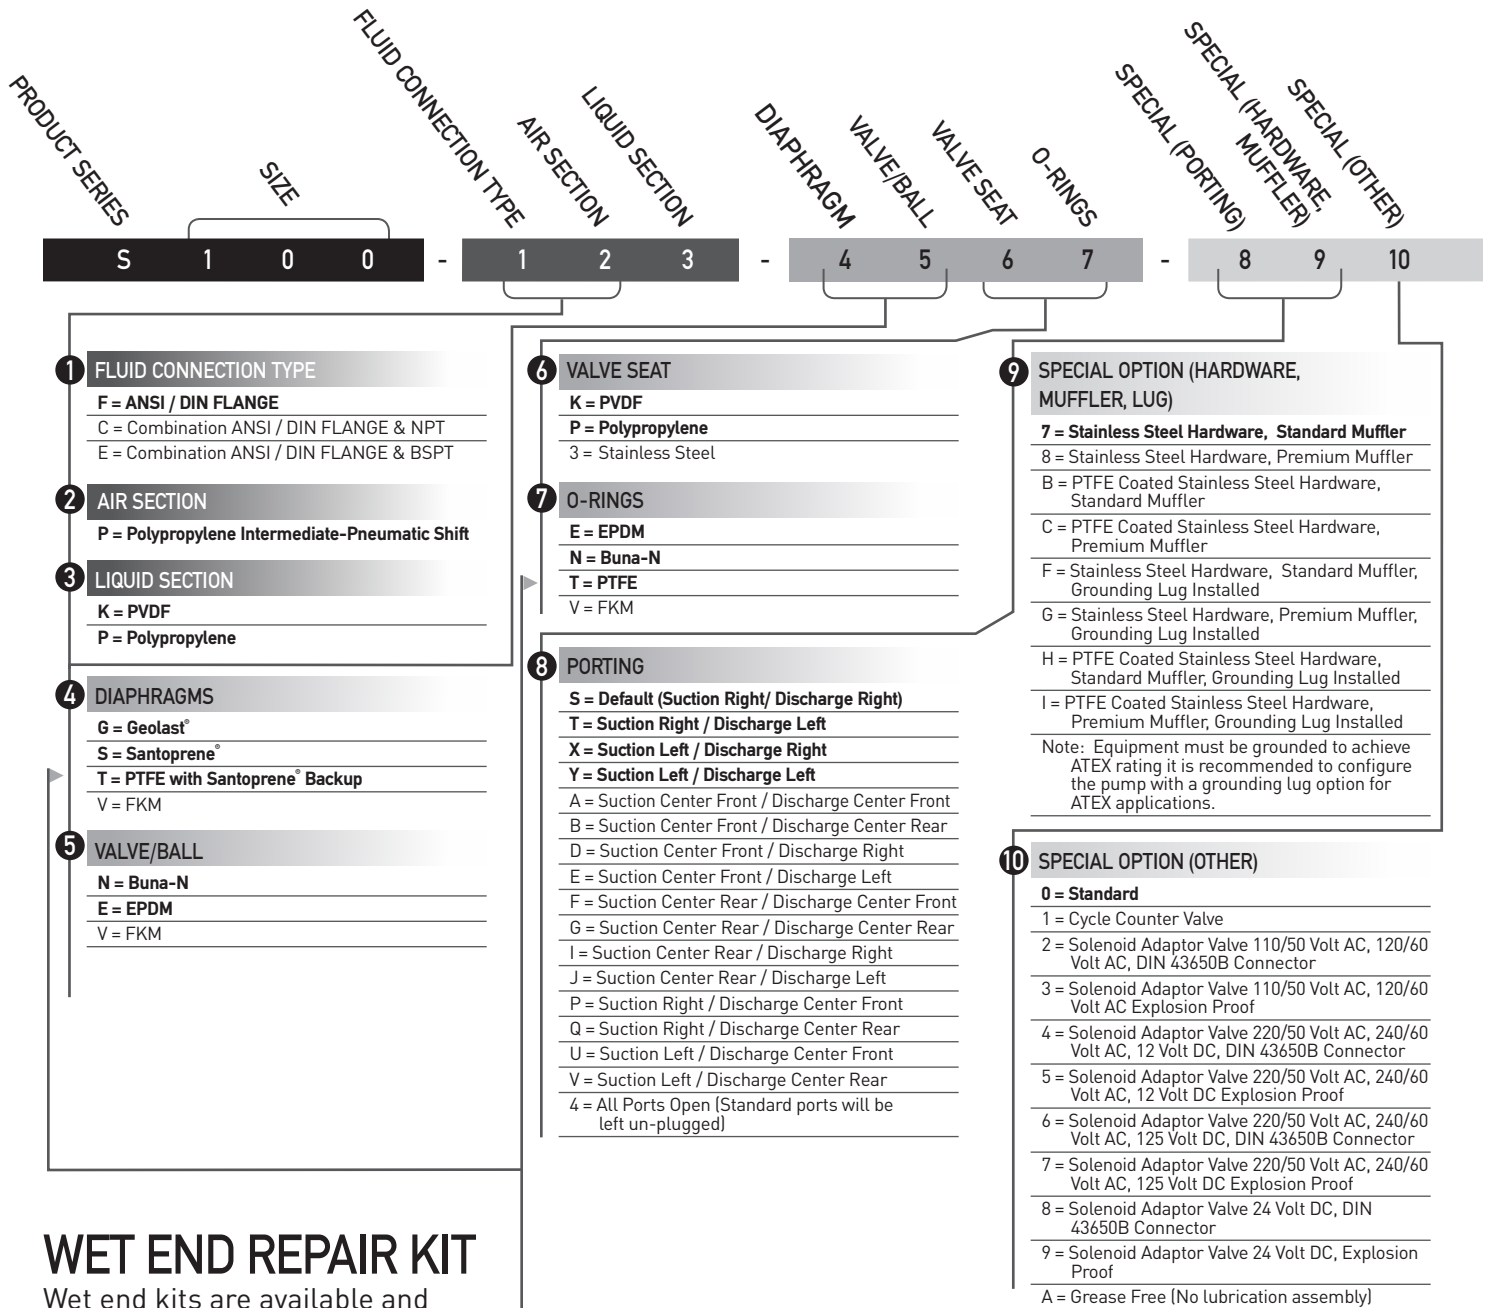 PRODUCT SERIES
SIZE
FLUID CONNECTION TYPE
AIR SECTION
LIQUID SECTION
DIAPHRAGM
VALVE/BALL
VALVE SEAT
O-RINGS
SPECIAL (PORTING)
SPECIAL (HARDWARE,
MUFFLER)
SPECIAL (OTHER)
S 1 0 0 - 1 2 3 - 4 5 6 7 - 8 9 10
1 FLUID CONNECTION TYPE
F = ANSI / DIN FLANGE
C = Combination ANSI / DIN FLANGE & NPT
E = Combination ANSI / DIN FLANGE & BSPT
2 AIR SECTION
P = Polypropylene Intermediate-Pneumatic Shift
3 LIQUID SECTION
K = PVDF
P = Polypropylene
4 DIAPHRAGMS
G = Geolast®
S = Santoprene®
T = PTFE with Santoprene® Backup
V = FKM
5 VALVE/BALL
N = Buna-N
E = EPDM
V = FKM
6 VALVE SEAT
K = PVDF
P = Polypropylene
3 = Stainless Steel
7 O-RINGS
E = EPDM
N = Buna-N
T = PTFE
V = FKM
8 PORTING
S = Default (Suction Right/ Discharge Right)
T = Suction Right / Discharge Left
X = Suction Left / Discharge Right
Y = Suction Left / Discharge Left
A = Suction Center Front / Discharge Center Front
B = Suction Center Front / Discharge Center Rear
D = Suction Center Front / Discharge Right
E = Suction Center Front / Discharge Left
F = Suction Center Rear / Discharge Center Front
G = Suction Center Rear / Discharge Center Rear
I = Suction Center Rear / Discharge Right
J = Suction Center Rear / Discharge Left
P = Suction Right / Discharge Center Front
Q = Suction Right / Discharge Center Rear
U = Suction Left / Discharge Center Front
V = Suction Left / Discharge Center Rear
4 = All Ports Open (Standard ports will be
left un-plugged)
9 SPECIAL OPTION (HARDWARE,
MUFFLER, LUG)
7 = Stainless Steel Hardware, Standard Muffler
8 = Stainless Steel Hardware, Premium Muffler
B = PTFE Coated Stainless Steel Hardware,
Standard Muffler
C = PTFE Coated Stainless Steel Hardware,
Premium Muffler
F = Stainless Steel Hardware, Standard Muffler,
Grounding Lug Installed
G = Stainless Steel Hardware, Premium Muffler,
Grounding Lug Installed
H = PTFE Coated Stainless Steel Hardware,
Standard Muffler, Grounding Lug Installed
I = PTFE Coated Stainless Steel Hardware,
Premium Muffler, Grounding Lug Installed
Note: Equipment must be grounded to achieve
ATEX rating it is recommended to configure
the pump with a grounding lug option for
ATEX applications.
10 SPECIAL OPTION (OTHER)
0 = Standard
1 = Cycle Counter Valve
2 = Solenoid Adaptor Valve 110/50 Volt AC, 120/60
Volt AC, DIN 43650B Connector
3 = Solenoid Adaptor Valve 110/50 Volt AC, 120/60
Volt AC Explosion Proof
4 = Solenoid Adaptor Valve 220/50 Volt AC, 240/60
Volt AC, 12 Volt DC, DIN 43650B Connector
5 = Solenoid Adaptor Valve 220/50 Volt AC, 240/60
Volt AC, 12 Volt DC Explosion Proof
6 = Solenoid Adaptor Valve 220/50 Volt AC, 240/60
Volt AC, 125 Volt DC, DIN 43650B Connector
7 = Solenoid Adaptor Valve 220/50 Volt AC, 240/60
Volt AC, 125 Volt DC Explosion Proof
8 = Solenoid Adaptor Valve 24 Volt DC, DIN
43650B Connector
9 = Solenoid Adaptor Valve 24 Volt DC, Explosion
Proof
A = Grease Free (No lubrication assembly)
WET END REPAIR KIT
Wet end kits are available and